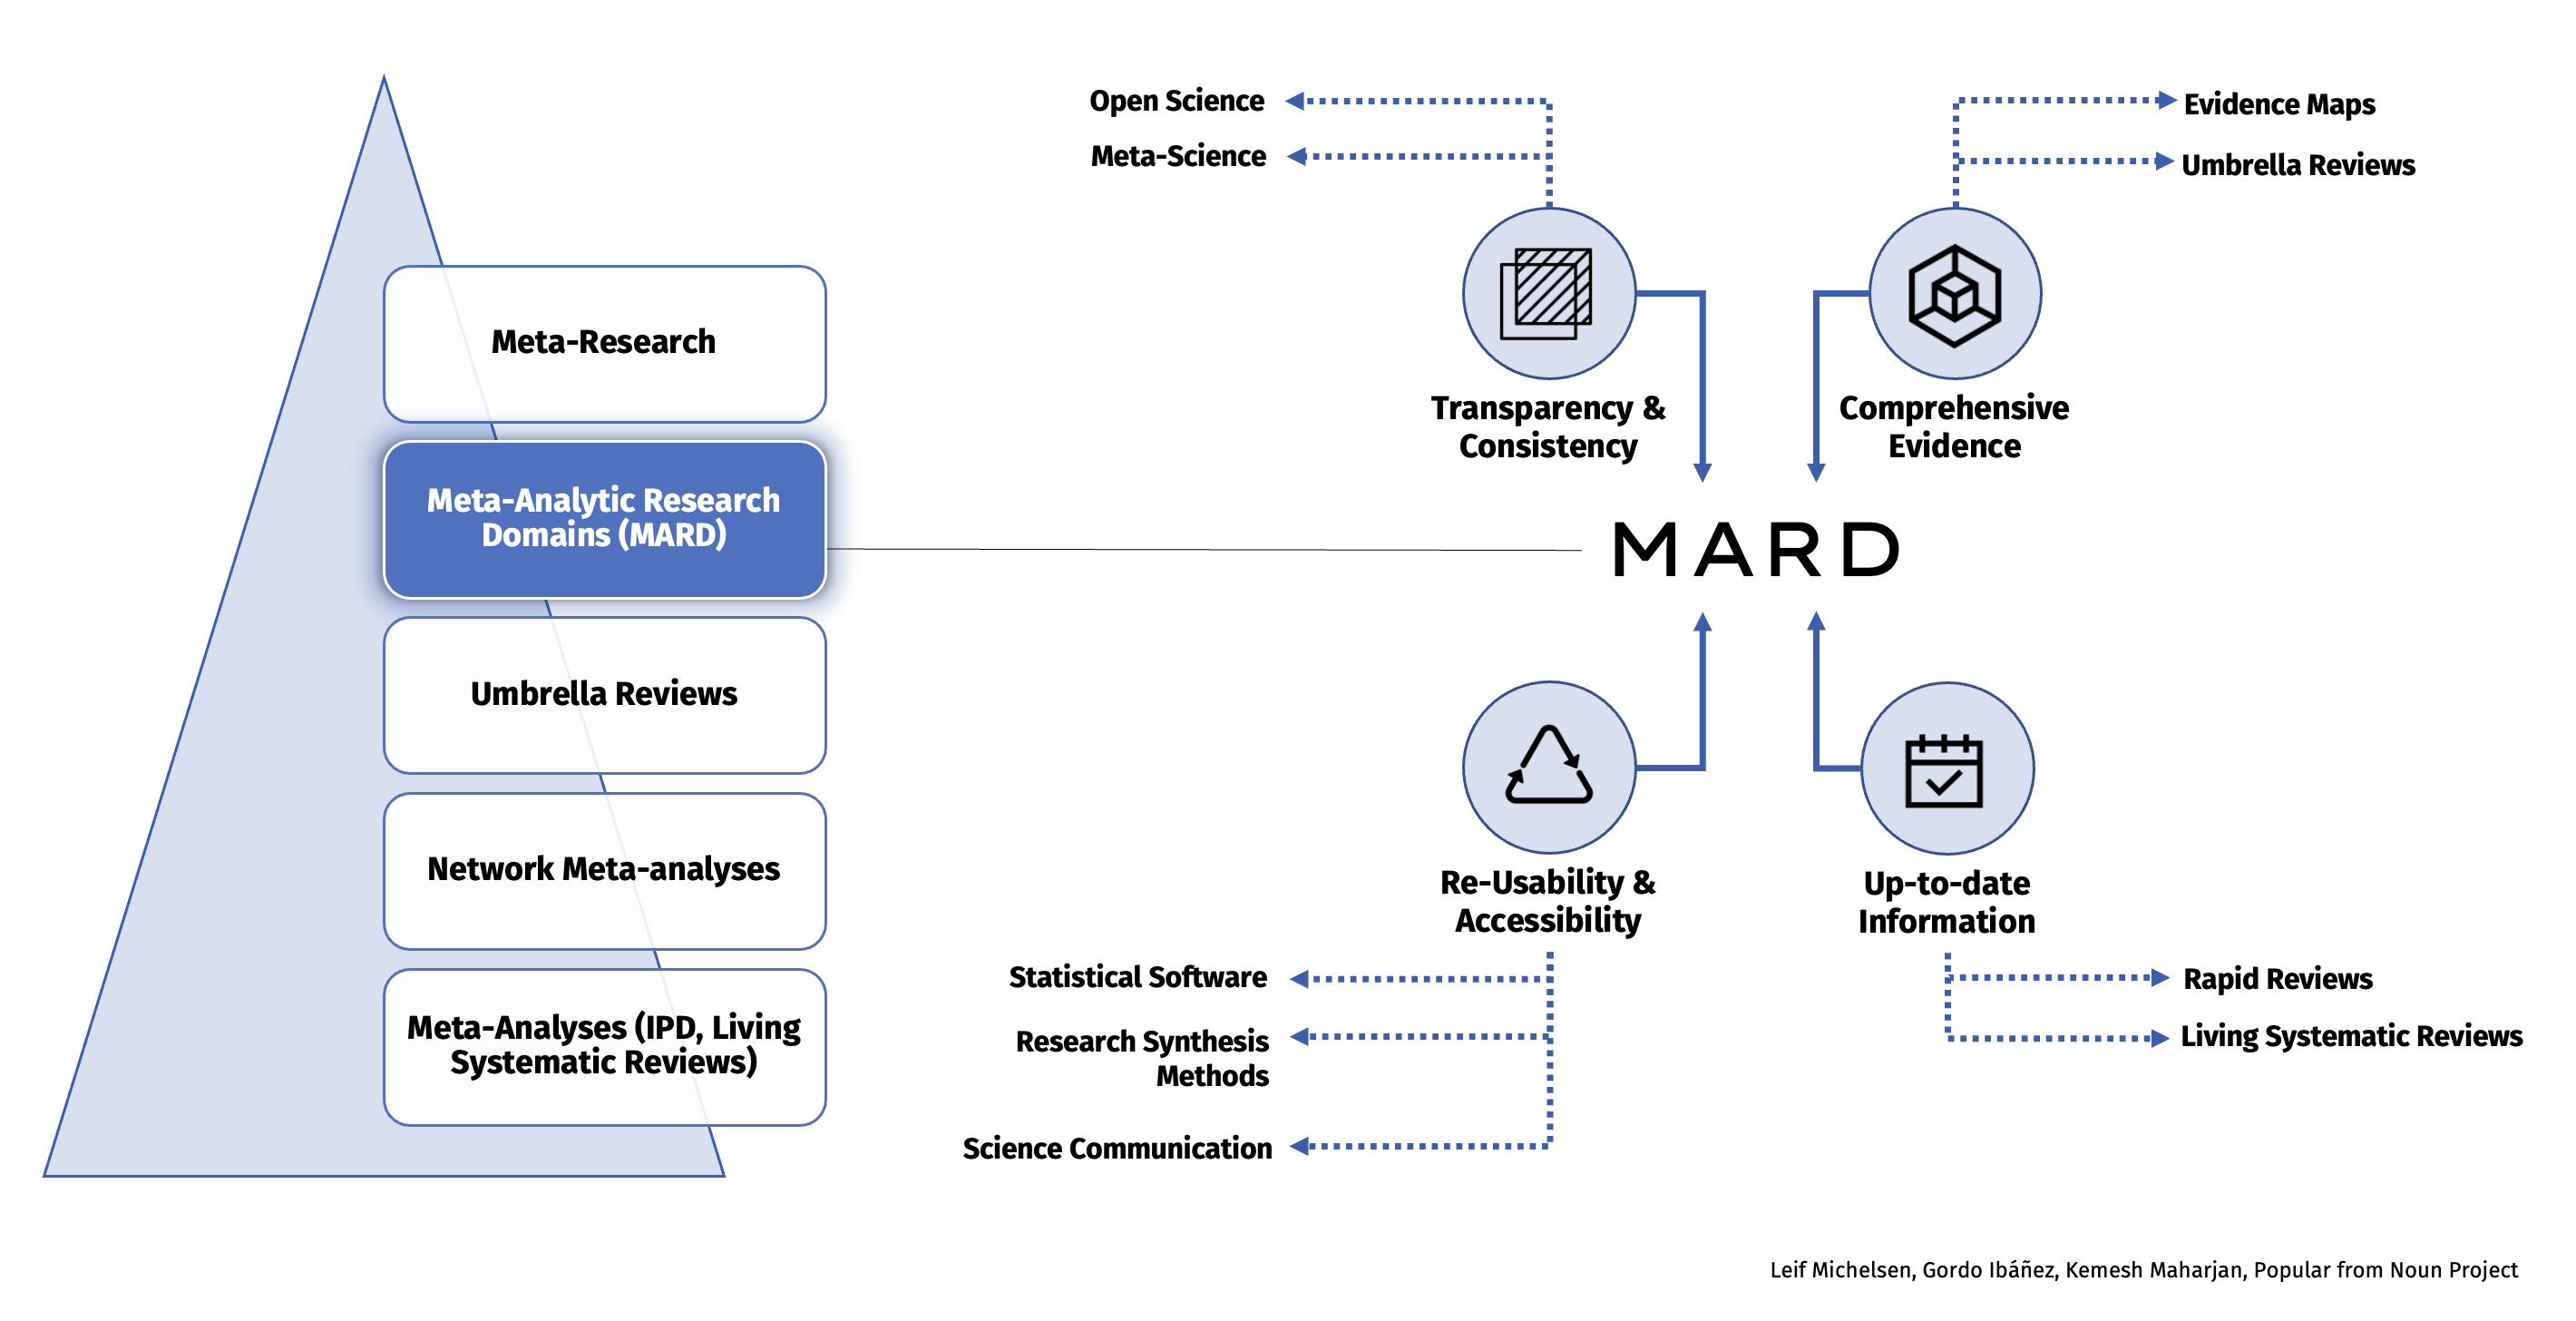 Meta-Research
Meta-Analytic Research
Domains (MARD)
Umbrella Reviews
Network Meta-analyses
Meta-Analyses (IPD, Living
Systematic Reviews)
Open Science
Meta-Science
Evidence Maps
Umbrella Reviews
Transparency &
Consistency
Comprehensive
Evidence
MARD
Re-Usability &
Accessibility
Up-to-date
Information
Statistical Software
Research Synthesis
Methods
Science Communication
Rapid Reviews
Living Systematic Reviews
Leif Michelsen, Gordo Ibáñez, Kemesh Maharjan, Popular from Noun Project